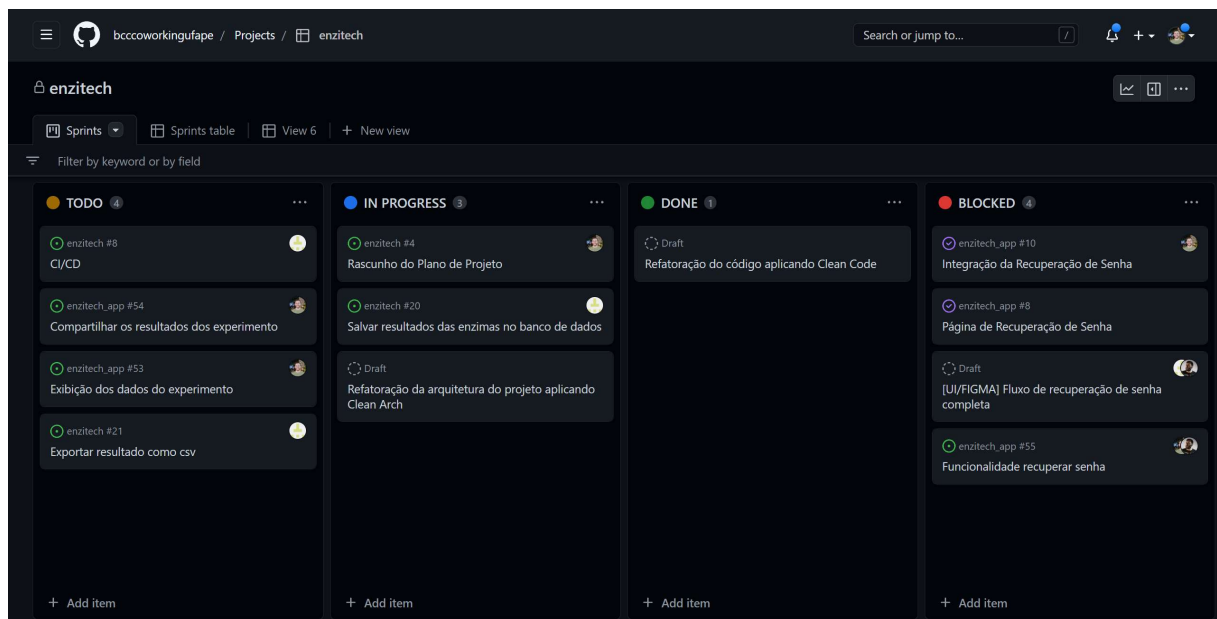 bcccoworkingufape / Projects / enzitech
Search or jump to...
/
enzitech
Sprints
Sprints table
View 6
+ New view
Filter by keyword or by field
TODO 4
enzitech #8
CI/CD
enzitech_app #54
Compartilhar os resultados dos experimento
enzitech_app #53
Exibição dos dados do experimento
enzitech #21
Exportar resultado como csv
+ Add item
IN PROGRESS 3
enzitech #4
Rascunho do Plano de Projeto
enzitech #20
Salvar resultados das enzimas no banco de dados
Draft
Refatoração da arquitetura do projeto aplicando
Clean Arch
+ Add item
DONE 1
Draft
Refatoração do código aplicando Clean Code
+ Add item
BLOCKED 4
enzitech_app #10
Integração da Recuperação de Senha
enzitech_app #8
Página de Recuperação de Senha
Draft
[UI/FIGMA] Fluxo de recuperação de senha
completa
enzitech_app #55
Funcionalidade recuperar senha
+ Add item